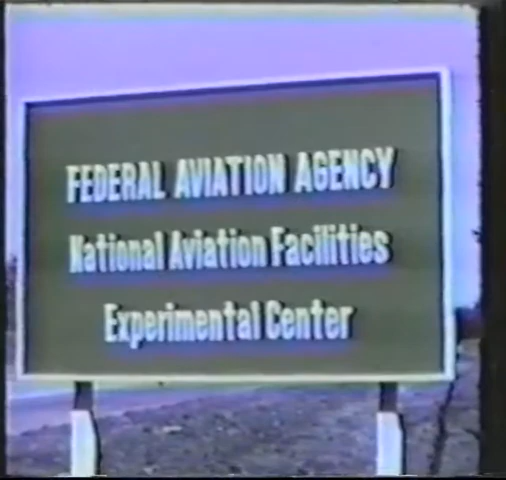 FEDERAL AVIATION AGENCY
National Aviation Facilities
Experimental Center